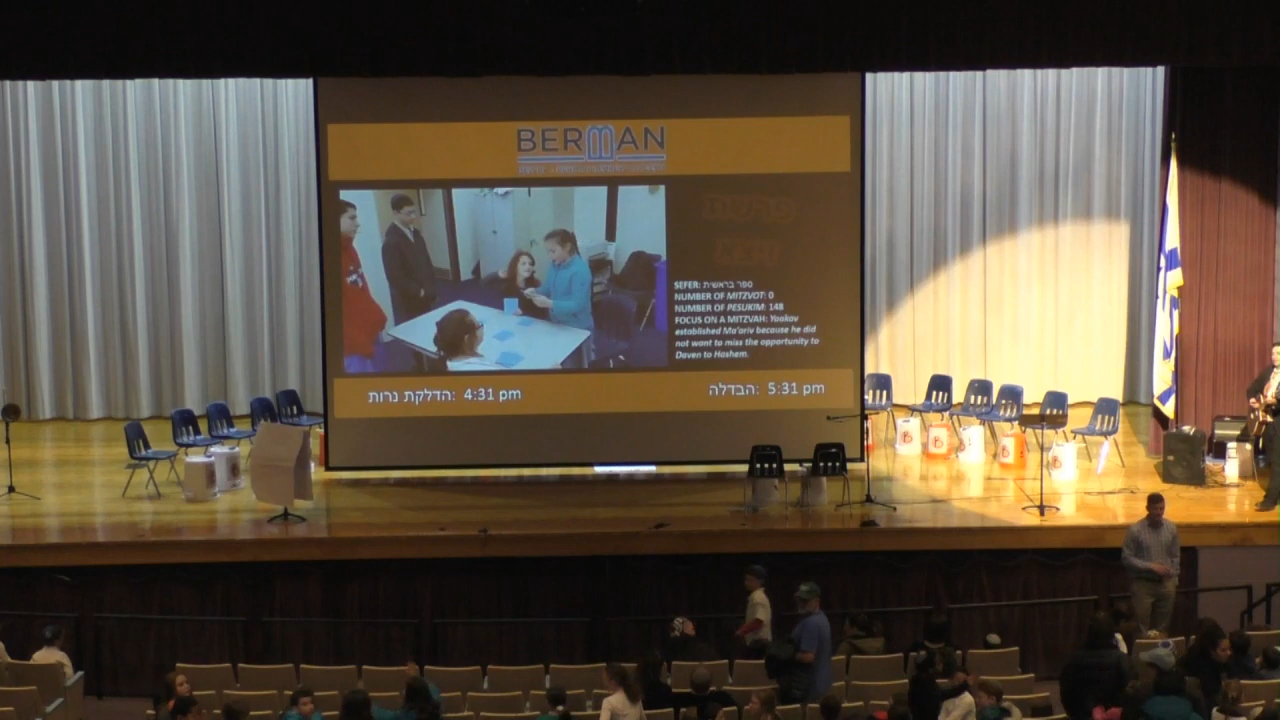 BERMAN
פרשת
ויצא
SEFER: ספר בראשית
NUMBER OF MITZVOT: 0
NUMBER OF PESUKIM: 148
FOCUS ON A MITZVAH: Yaakov
established Ma'ariv because he did
not want to miss the opportunity to
Daven to Hashem.
הדלקת נרות: 4:31 pm
הבדלה: 5:31 pm
B
B
B
B